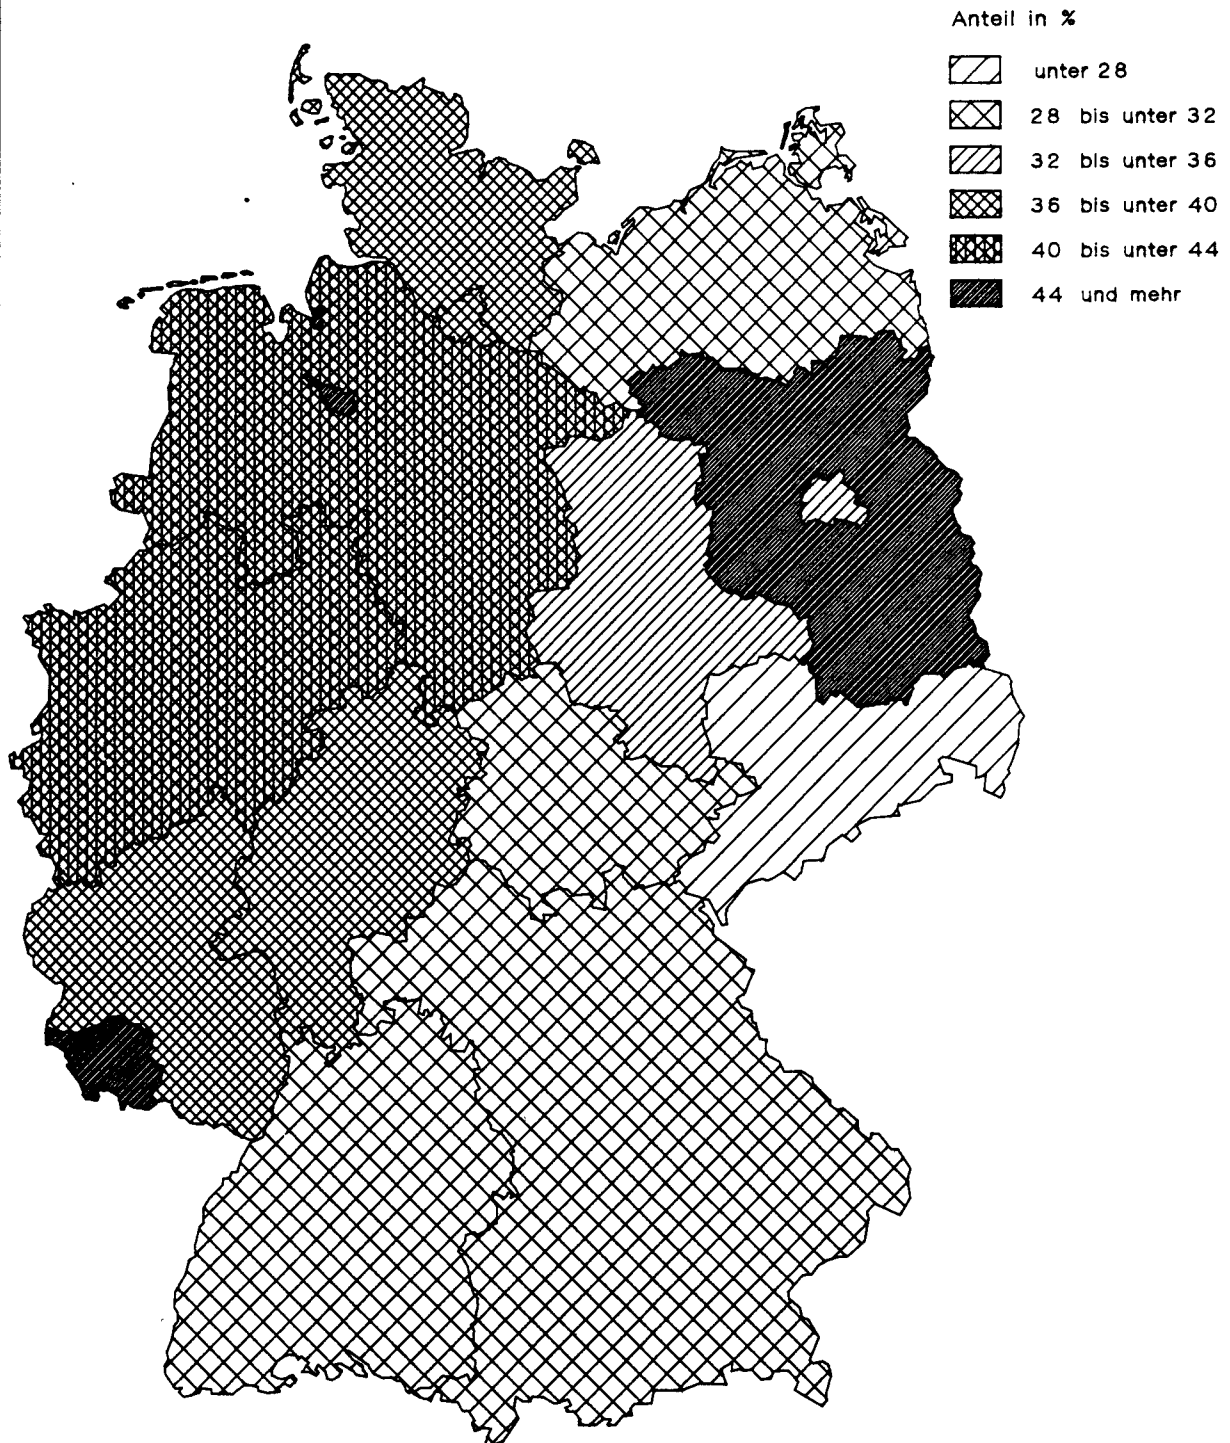 Anteil in %
unter 28
28 bis unter 32
32 bis unter 36
36 bis unter 40
40 bis unter 44
44 und mehr